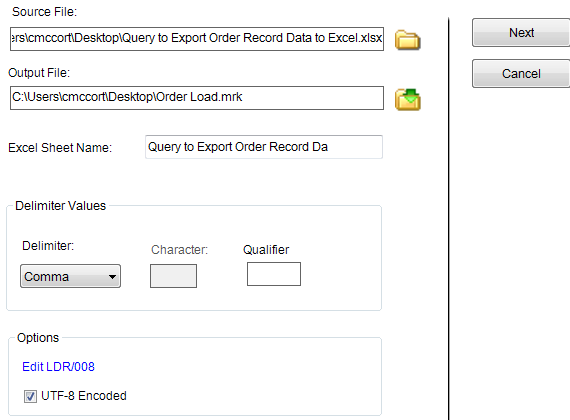 Source File:
ers\cmccort\Desktop\Query to Export Order Record Data to Excel.xlsx
Next
Output File:
Cancel
C:\Users\cmccort\Desktop\Order Load.mrk
Excel Sheet Name: Query to Export Order Record Da
Delimiter Values
Delimiter: Character: Qualifier
Comma
Options
Edit LDR/008
UTF-8 Encoded